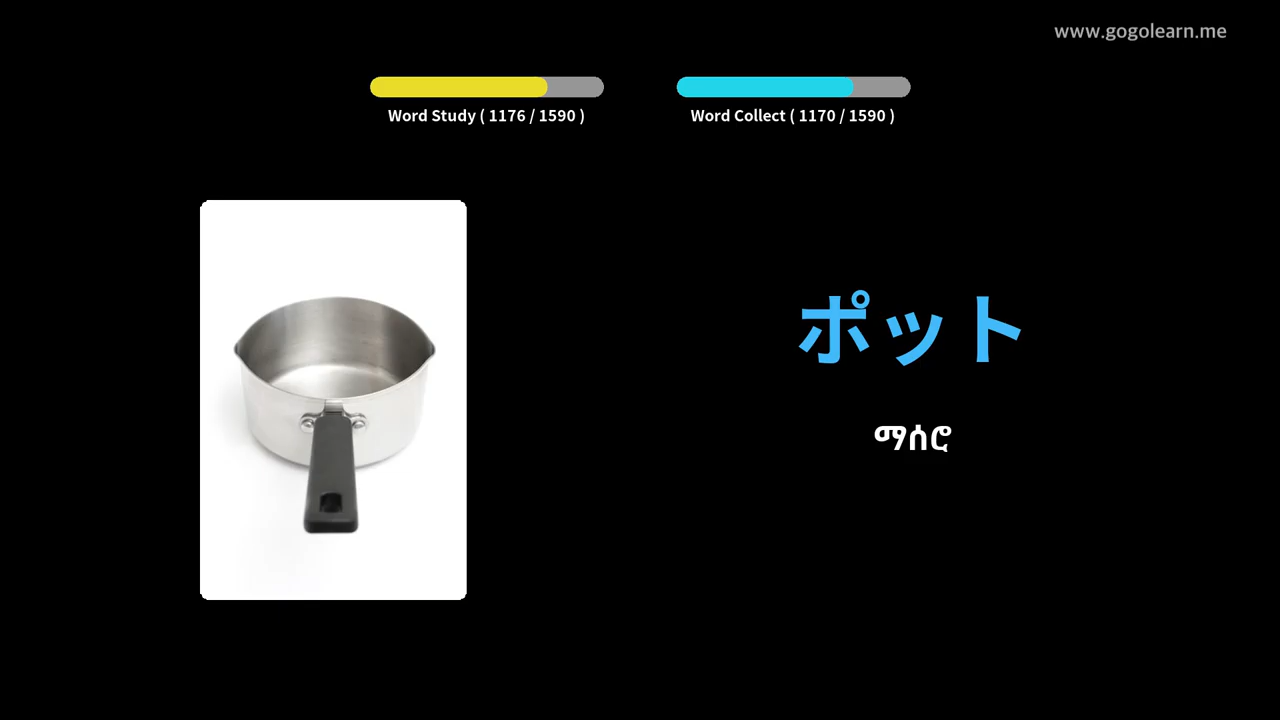 www.gogolearn.me
Word Study ( 1176 / 1590 )
Word Collect ( 1170 / 1590 )
ポット
ማሰሮ